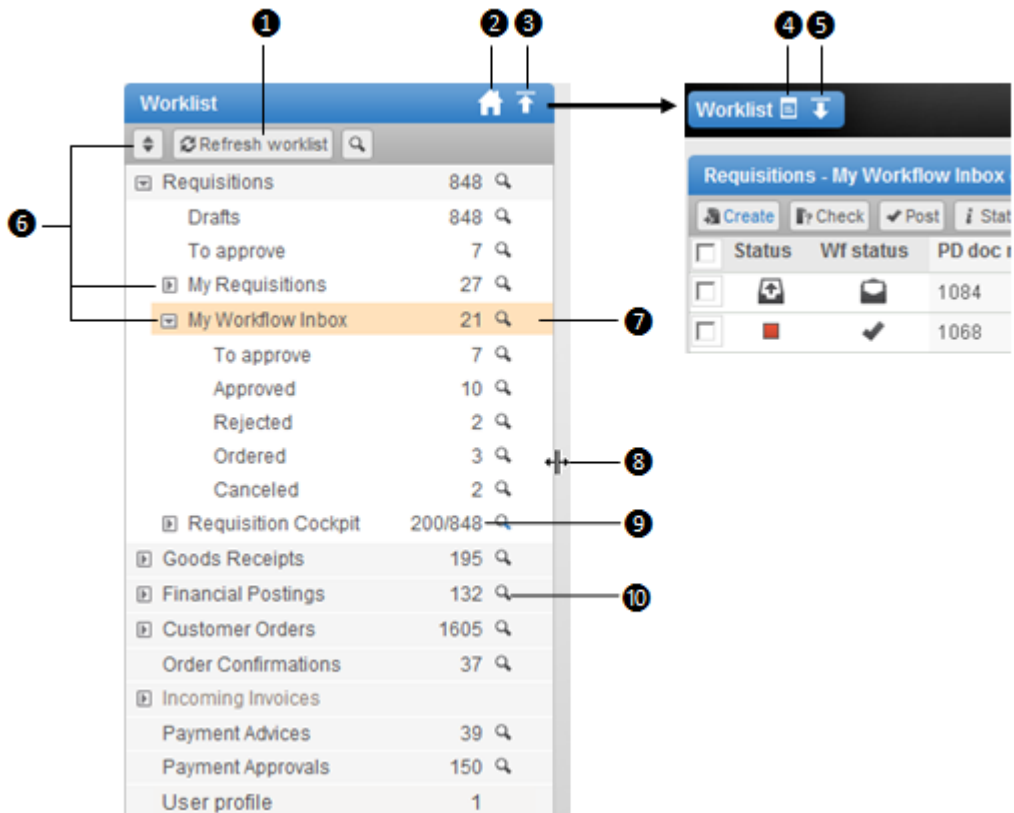 1 2 3 4 5
Worklist
Refresh worklist
Requisitions 848
Drafts 848
To approve 7
My Requisitions 27
My Workflow Inbox 21
To approve 7
Approved 10
Rejected 2
Ordered 3
Canceled 2
Requisition Cockpit 200/848
Goods Receipts 195
Financial Postings 132
Customer Orders 1605
Order Confirmations 37
Incoming Invoices
Payment Advices 39
Payment Approvals 150
User profile 1
6
7
8
9
10
Worklist
Requisitions - My Workflow Inbox
Create Check Post i Stat
Status Wf status PD doc
1084
1068